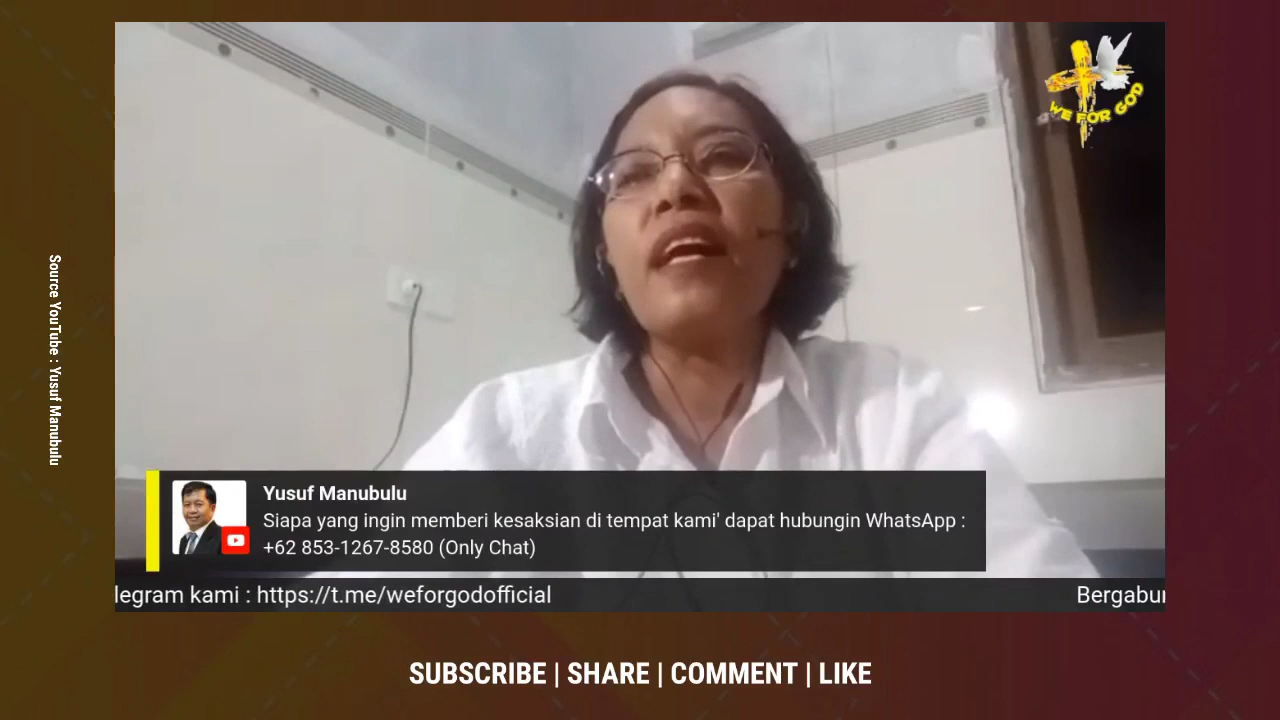 WE FOR GOD
Source YouTube : Yusuf Manubulu
Yusuf Manubulu
Siapa yang ingin memberi kesaksian di tempat kami' dapat hubungin WhatsApp :
+62 853-1267-8580 (Only Chat)
legram kami : https://t.me/weforgodofficial
Bergabun
SUBSCRIBE | SHARE | COMMENT | LIKE